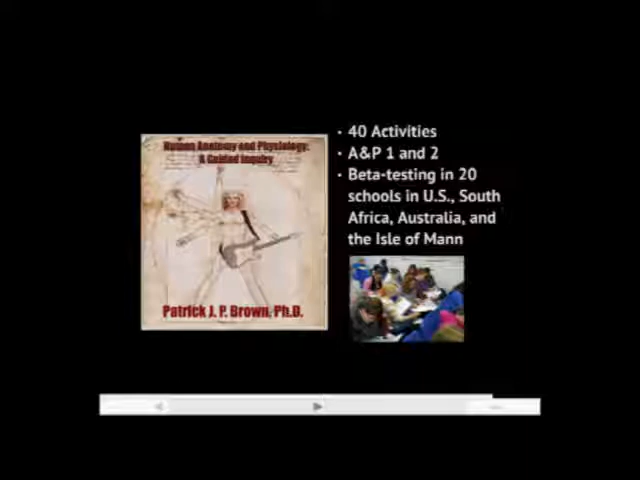 Human Anatomy and Physiology:
A Guided Inquiry
Patrick J. P. Brown, Ph.D.
· 40 Activities
· A&P 1 and 2
· Beta-testing in 20
schools in U.S., South
Africa, Australia, and
the Isle of Mann